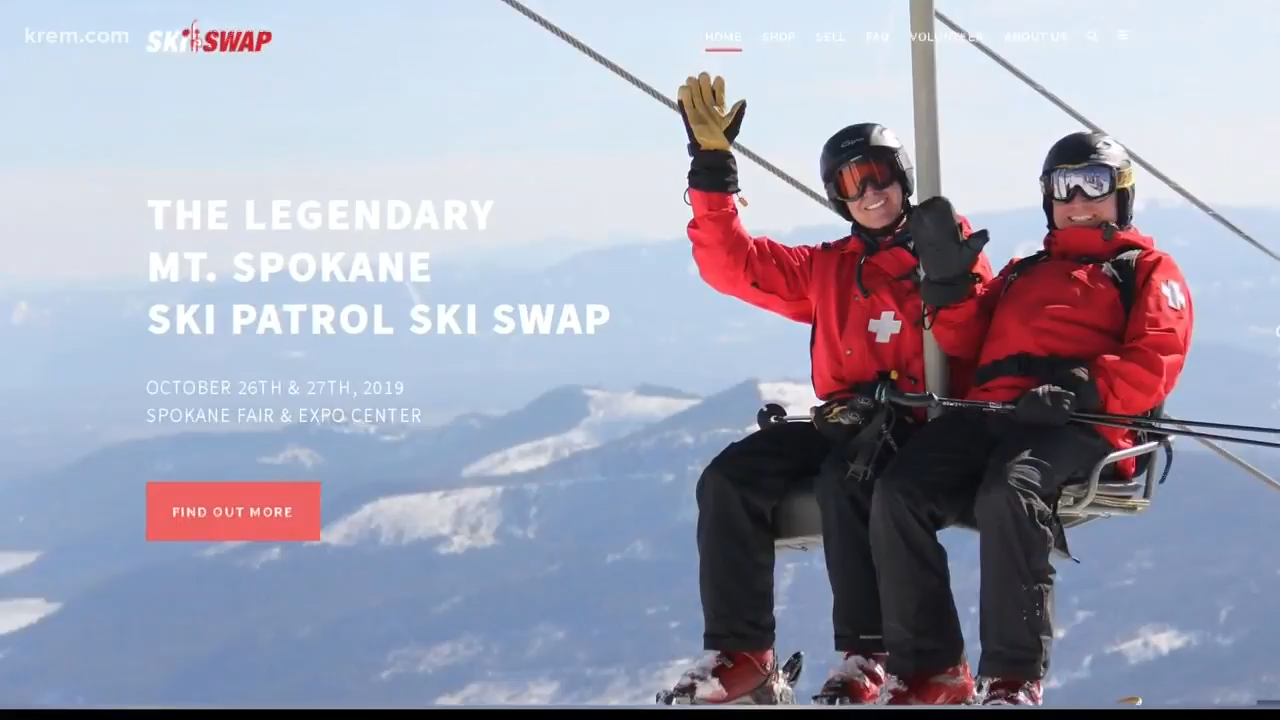 krem.com
SKI SWAP
HOME SHOP SELL FAQ VOLUNTEER ABOUT US
THE LEGENDARY
MT. SPOKANE
SKI PATROL SKI SWAP
OCTOBER 26TH & 27TH, 2019
SPOKANE FAIR & EXPO CENTER
FIND OUT MORE
Giro